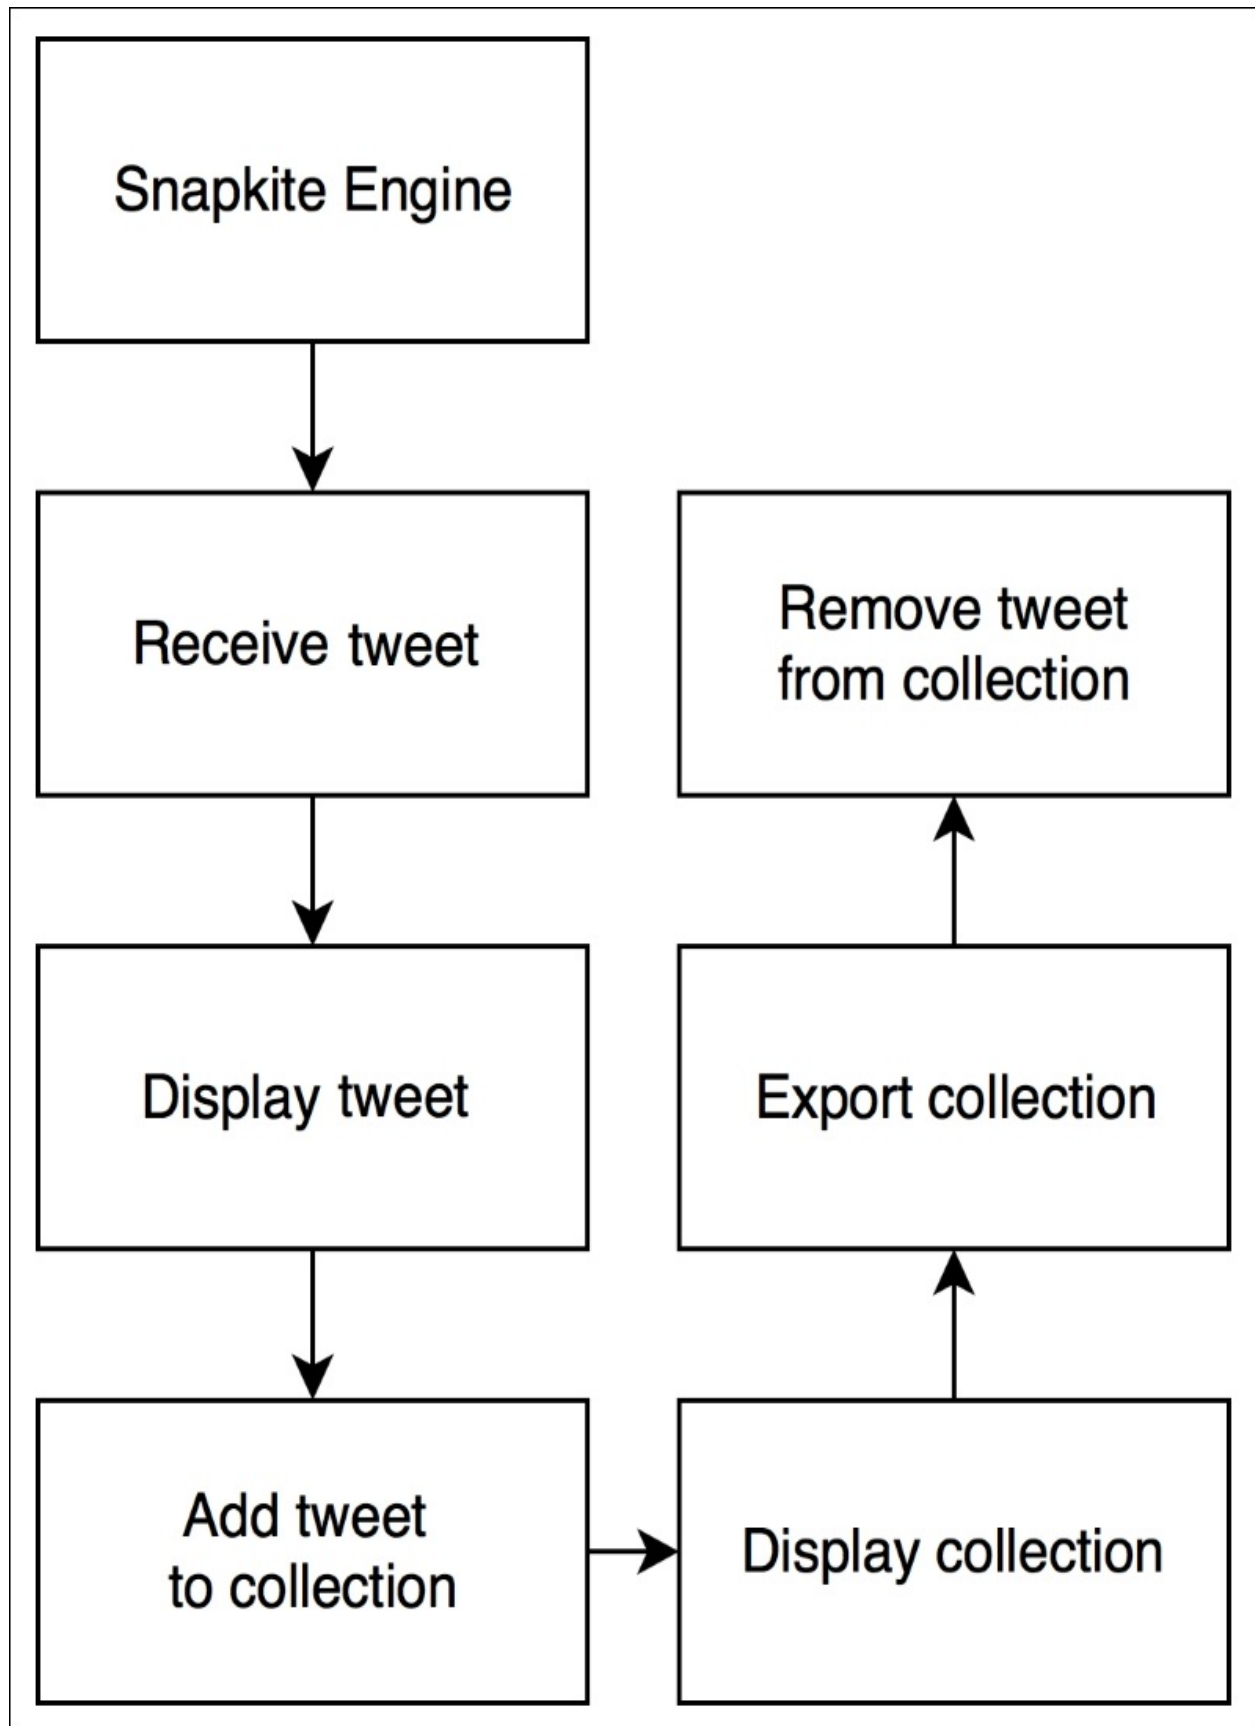 Snapkite Engine
Receive tweet
Display tweet
Add tweet
to collection
Display collection
Export collection
Remove tweet
from collection